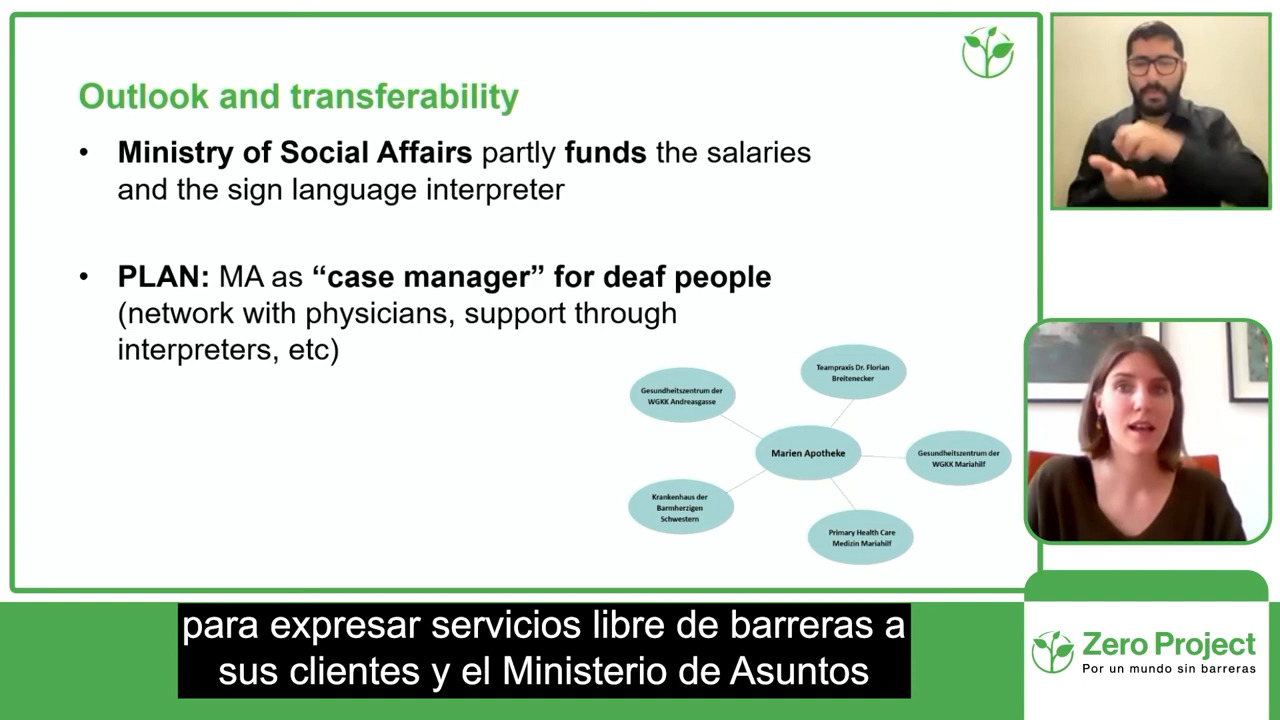 Outlook and transferability
• Ministry of Social Affairs partly funds the salaries
and the sign language interpreter
• PLAN: MA as “case manager” for deaf people
(network with physicians, support through
interpreters, etc)
Gesundheitszentrum der
WGKK Andreasgasse
Teampraxis Dr. Florian
Breitenecker
Marien Apotheke
Gesundheitszentrum der
WGKK Mariahilf
Krankenhaus der
Barmherzigen
Schwestern
Primary Health Care
Medizin Mariahilf
para expresar servicios libre de barreras a
sus clientes y el Ministerio de Asuntos
Zero Project
Por un mundo sin barreras